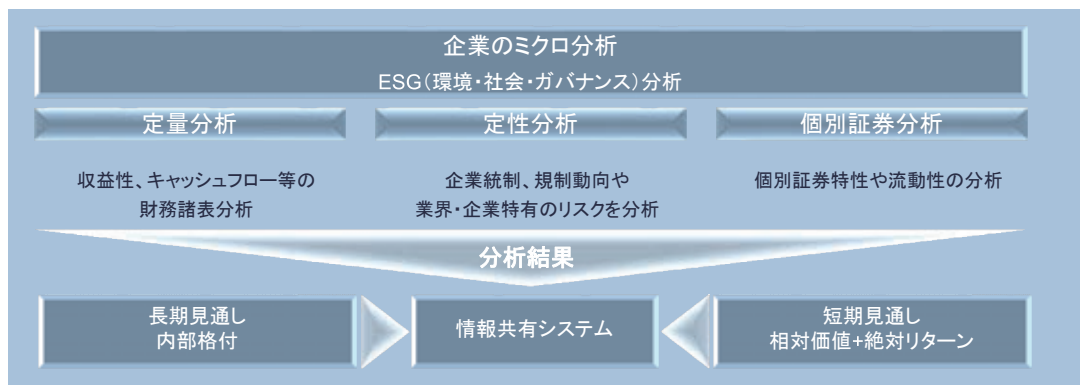 企業のミクロ分析
ESG(環境・社会・ガバナンス)分析
定量分析
定性分析
個別証券分析
収益性、キャッシュフロー等の
財務諸表分析
企業統制、規制動向や
業界・企業特有のリスクを分析
個別証券特性や流動性の分析
分析結果
長期見通し
内部格付
情報共有システム
短期見通し
相対価値+絶対リターン